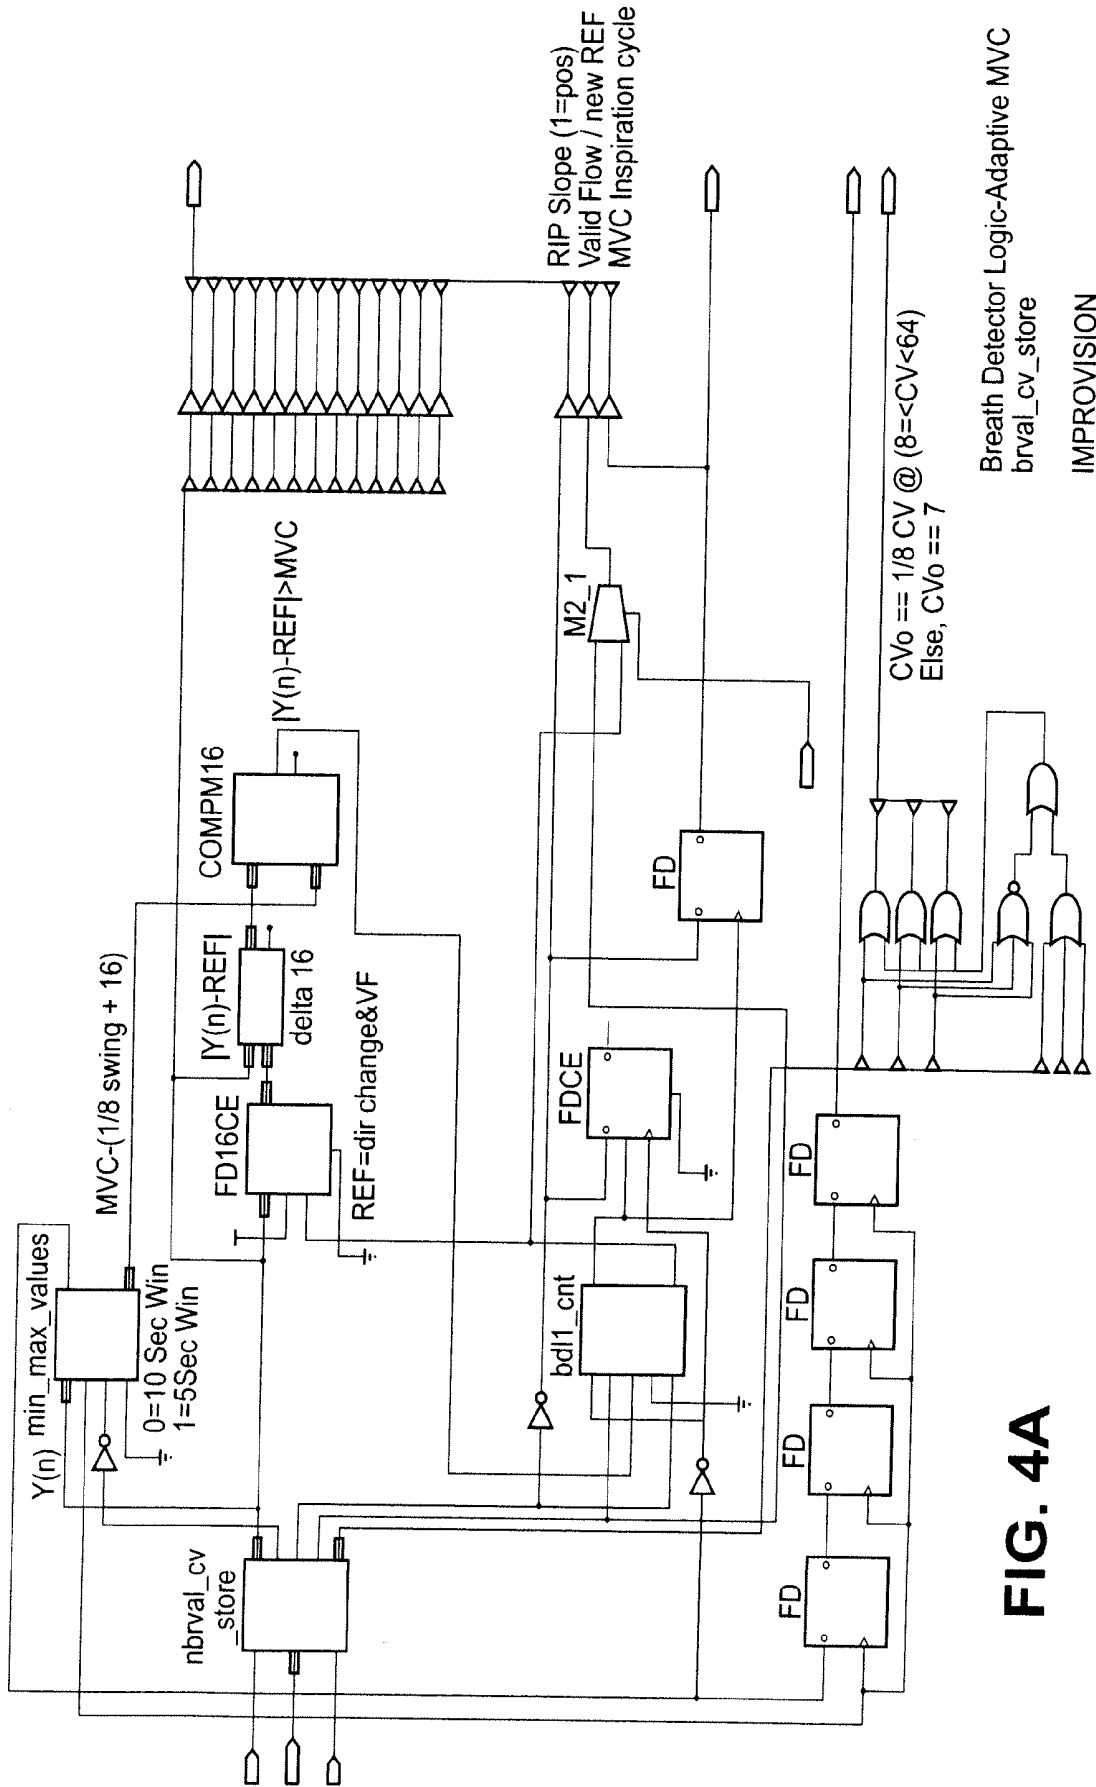 Y(n)
min_max_values
MVC-(1/8 swing + 16)
0=10 Sec Win
1=5Sec Win
nbrval_cv
_store
FD16CE
|Y(n)-REF|
delta 16
COMPM16
|Y(n)-REF|>MVC
REF=dir change&VF
bdl1_cnt
FDCE
FD
M2_1
RIP Slope (1=pos)
Valid Flow / new REF
MVC Inspiration cycle
FD
FD
FD
FD
CVo == 1/8 CV @ (8=<CV<64)
Else, CVo == 7
Breath Detector Logic-Adaptive MVC
brval_cv_store
IMPROVISION
FIG. 4A